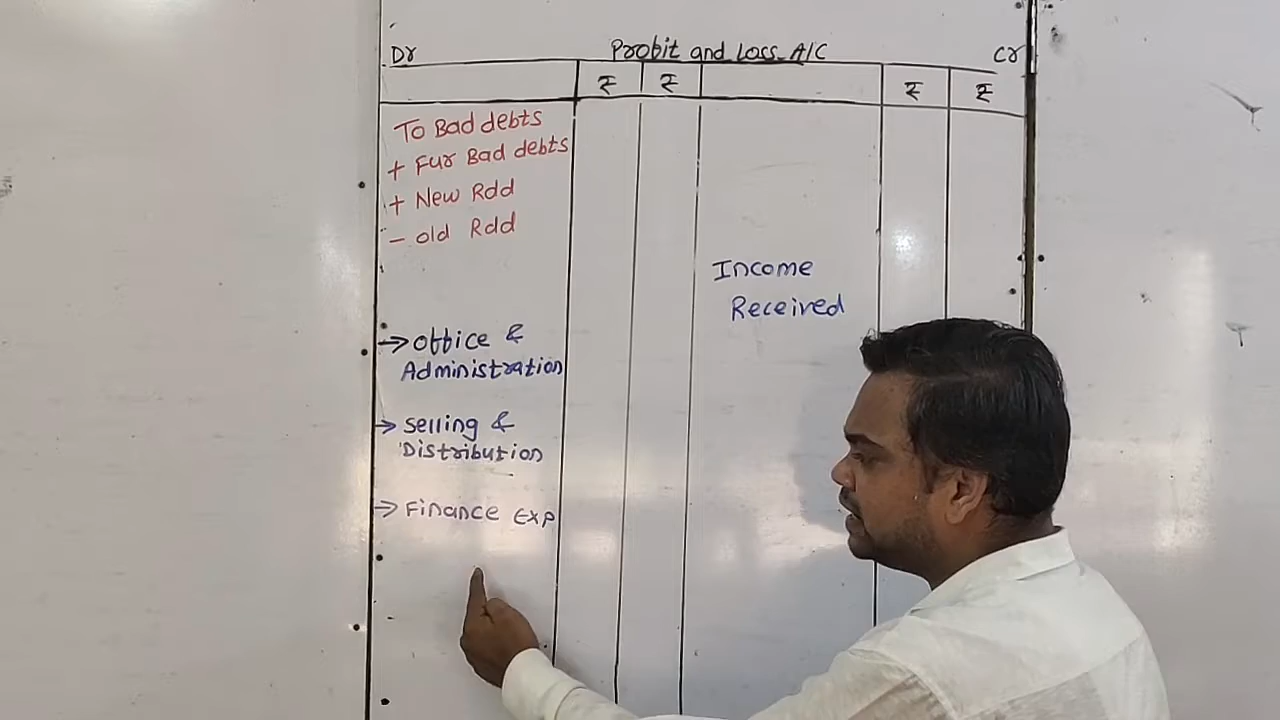 Dr Probit and Loss A/C Cr
₹ ₹ ₹ ₹
To Bad debts
+ Fur Bad debts
+ New Rdd
- old Rdd
Income
Received
→ office &
Administration
→ selling &
Distribution
→ Finance Exp